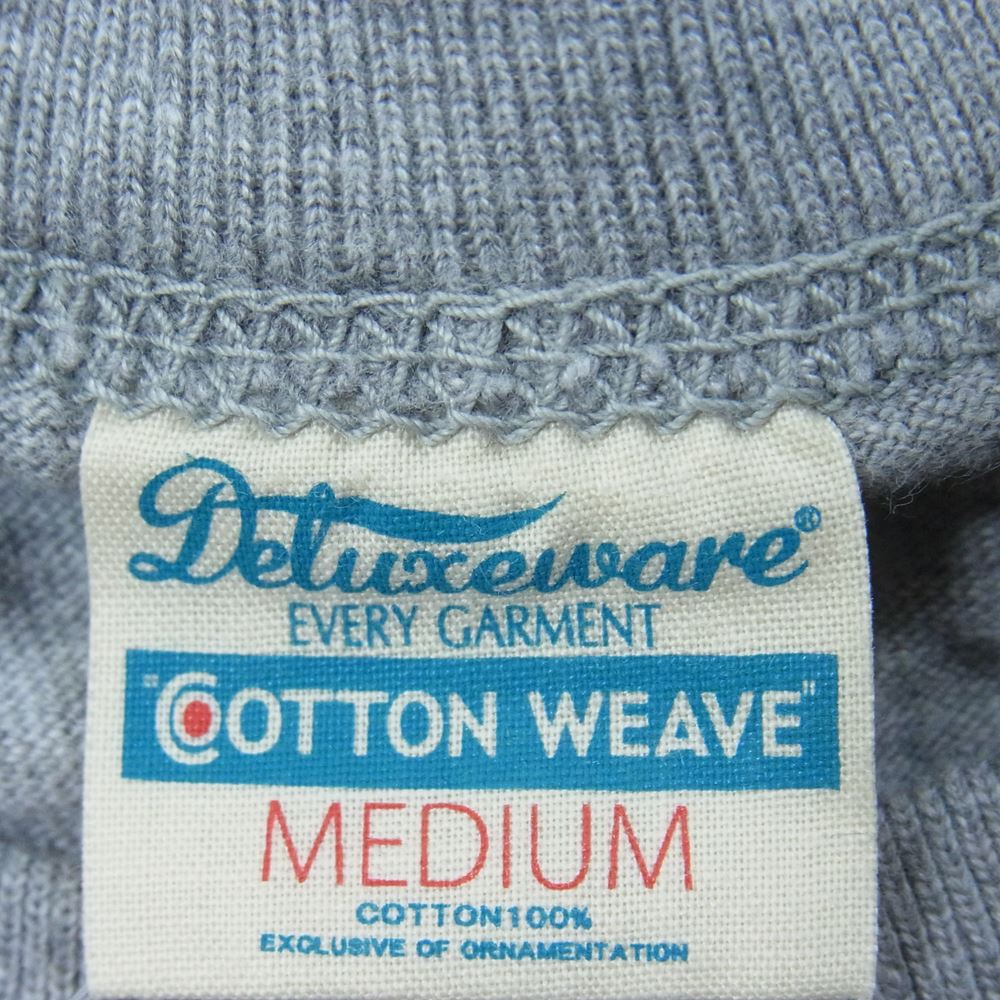 Deluxeware®
EVERY GARMENT
"COTTON WEAVE"
MEDIUM
COTTON100%
EXCLUSIVE OF ORNAMENTATION